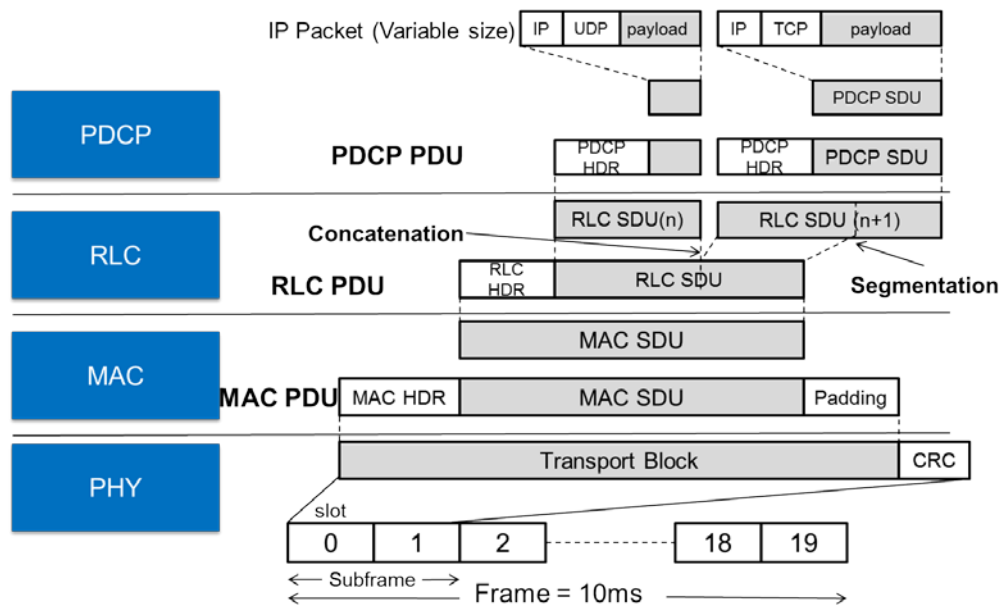 IP Packet (Variable size)
IP UDP payload
IP TCP payload
PDCP SDU
PDCP
PDCP PDU
PDCP HDR
PDCP HDR
PDCP SDU
RLC SDU(n)
RLC SDU (n+1)
Concatenation
RLC
RLC PDU
RLC HDR
RLC SDU
Segmentation
MAC SDU
MAC
MAC PDU
MAC HDR
MAC SDU
Padding
Transport Block
CRC
PHY
slot
0 1 2 18 19
Subframe
Frame = 10ms